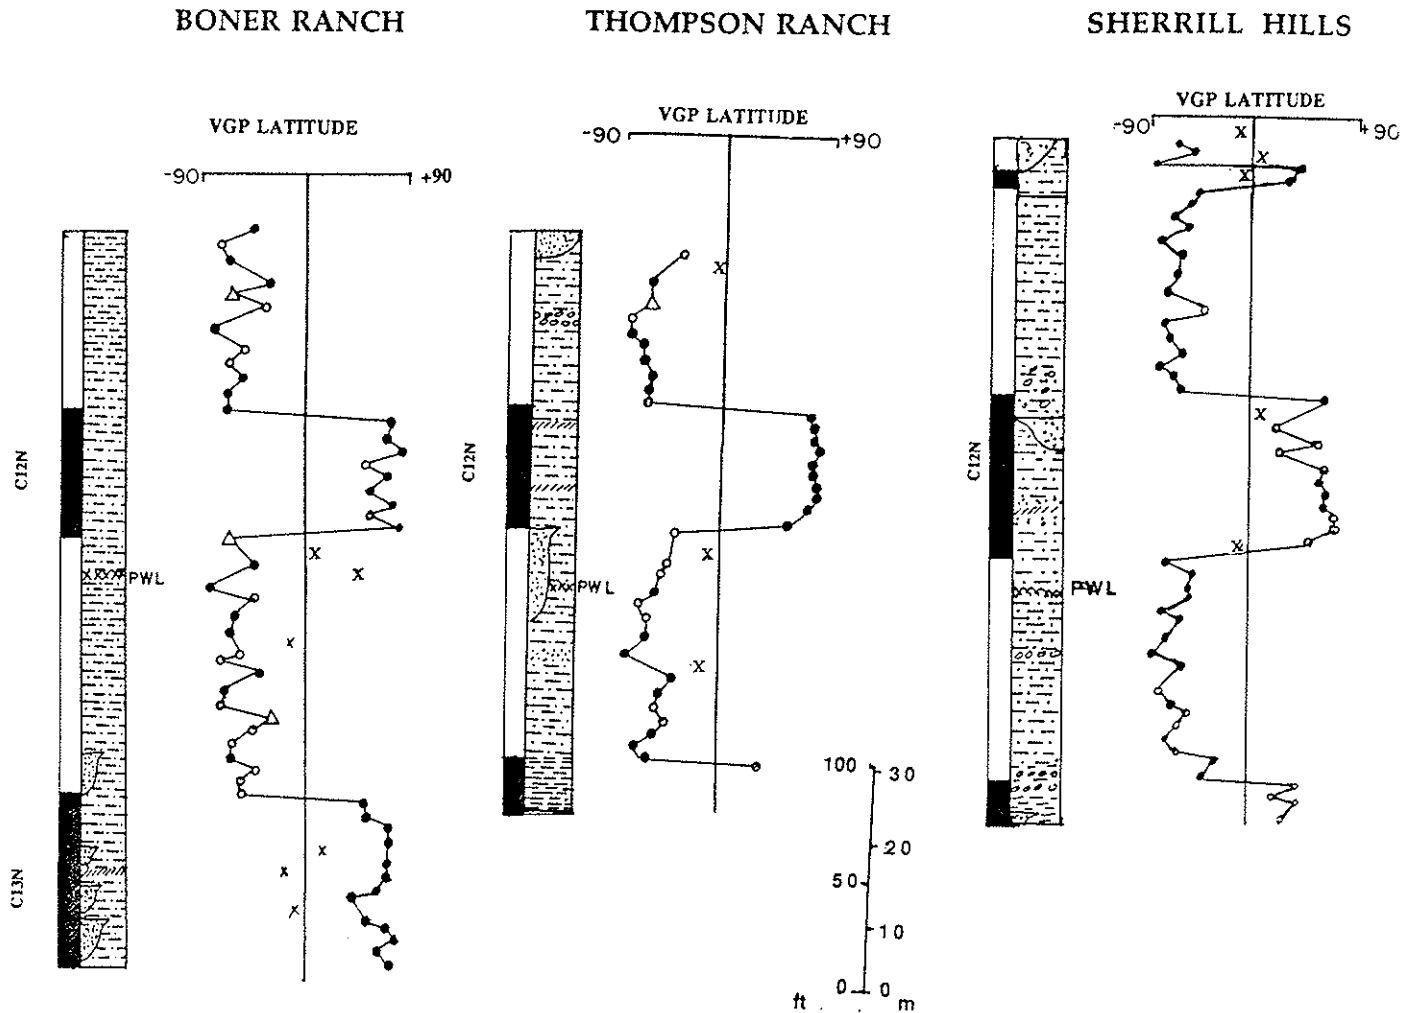 BONER RANCH
THOMPSON RANCH
SHERRILL HILLS
VGP LATITUDE
-90 +90
VGP LATITUDE
-90 +90
VGP LATITUDE
-90 +90
C12N
C12N
C12N
PWL
PWL
PWL
C13N
100 30
20
50
10
0 0
ft m